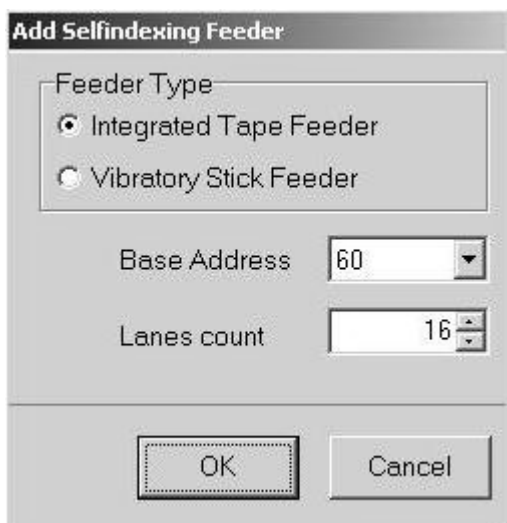 Add Selfindexing Feeder
Feeder Type
Integrated Tape Feeder
Vibratory Stick Feeder
Base Address 60
Lanes count 16
OK Cancel